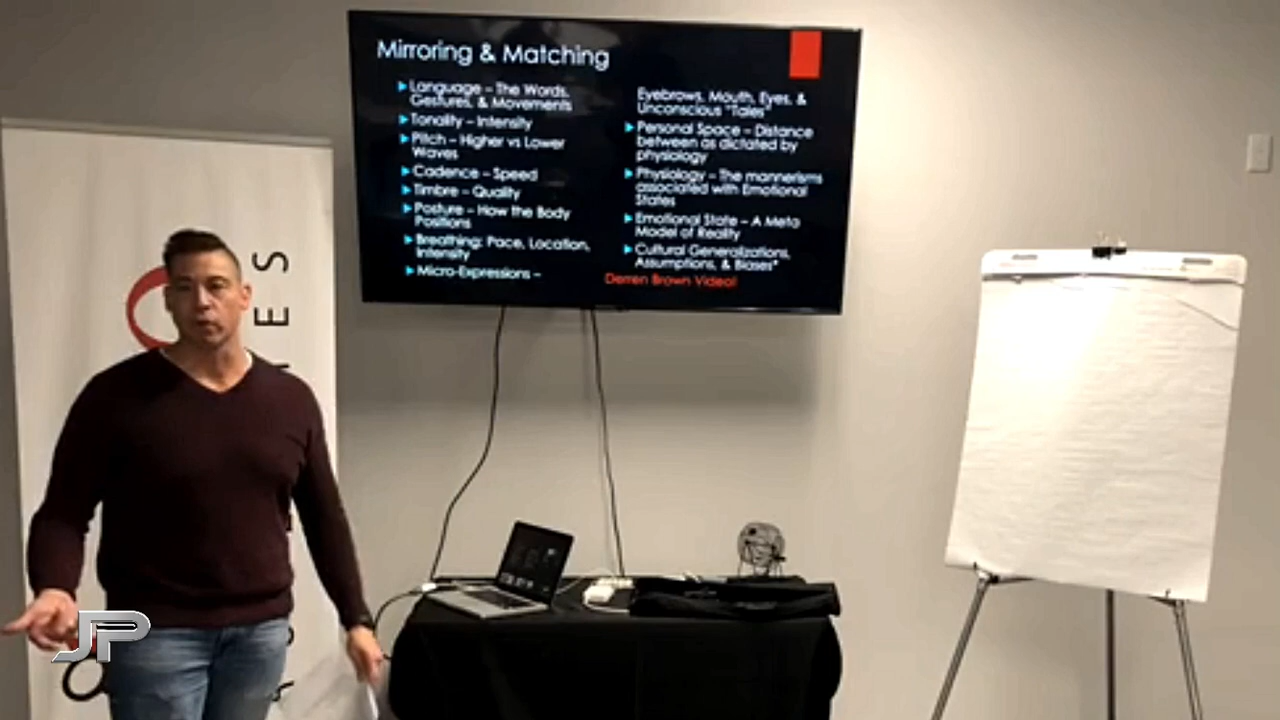 Mirroring & Matching
Language – The Words,
Gestures, & Movements
Tonality – Intensity
Pitch – Higher vs Lower
Waves
Cadence – Speed
Timbre – Quality
Posture – How the Body
Positions
Breathing: Pace, Location,
Intensity
Micro-Expressions –
Eyebrows, Mouth, Eyes, &
Unconscious "Tales"
Personal Space – Distance
between as dictated by
physiology
Physiology – The mannerisms
associated with Emotional
States
Emotional State – A Meta
Model of Reality
Cultural Generalizations,
Assumptions, & Biases*
Derren Brown Video!
E S
JP